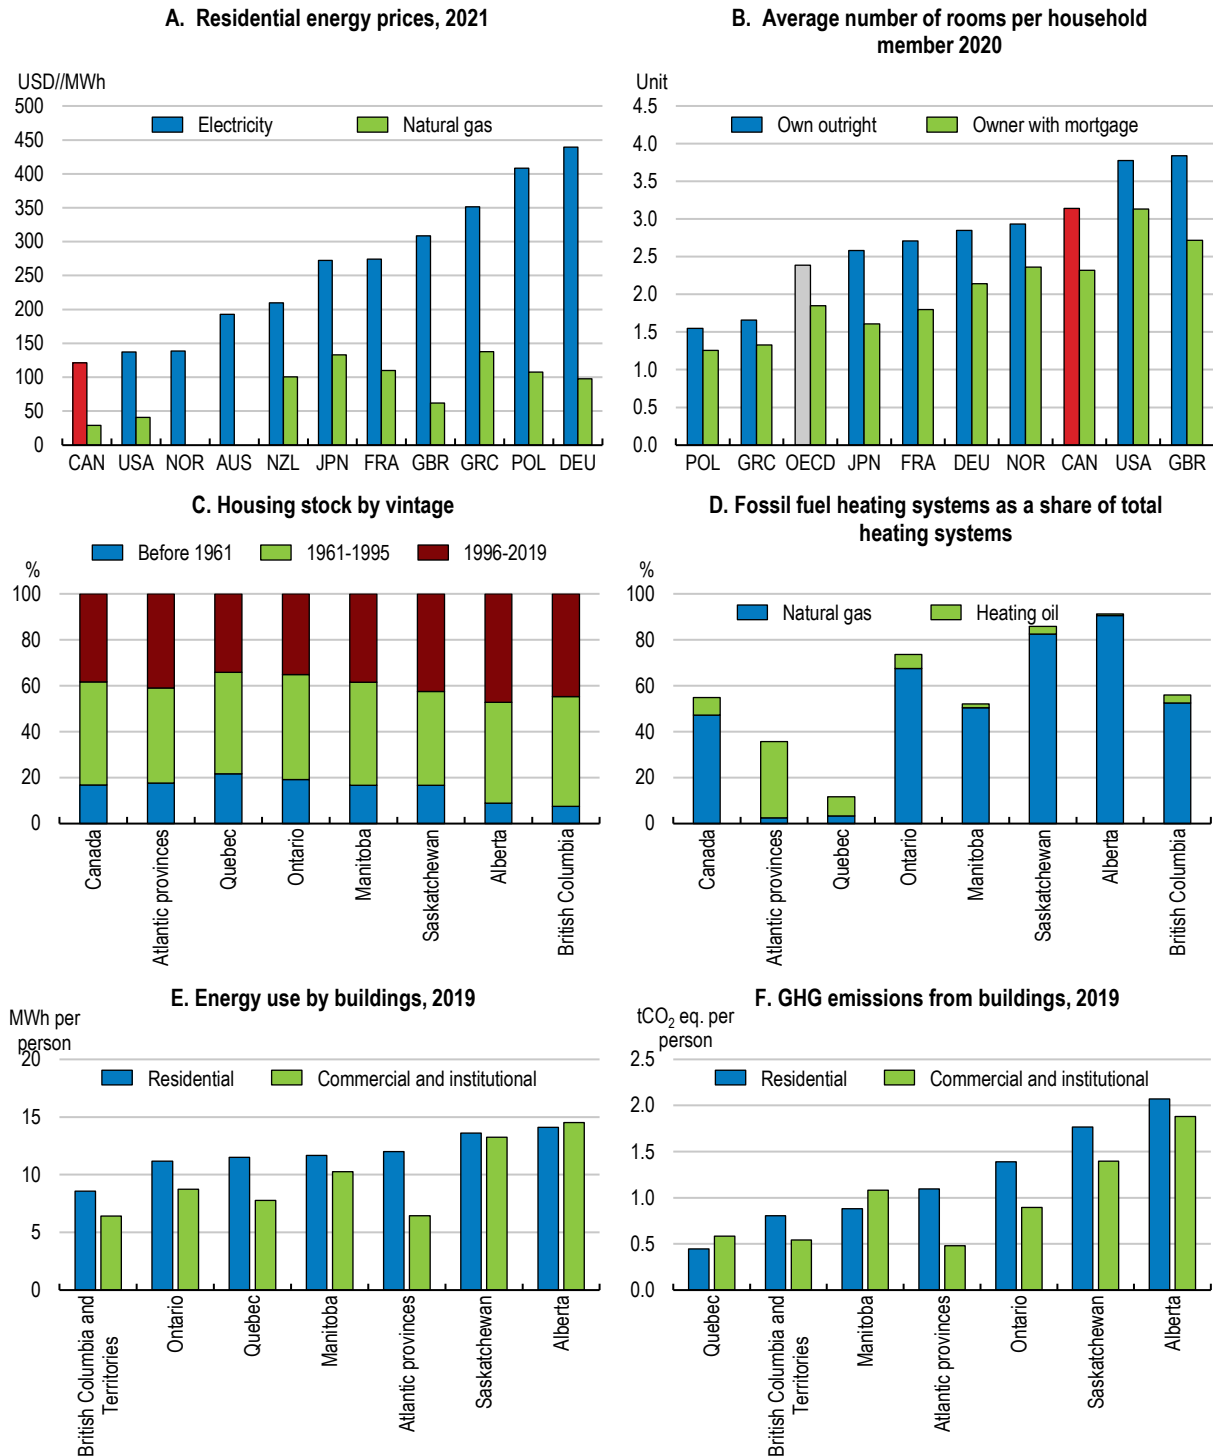 A.  Residential energy prices, 2021
USD//MWh
500
450
400
350
300
250
200
150
100
50
0
Electricity
Natural gas
CAN
USA
NOR
AUS
NZL
JPN
FRA
GBR
GRC
POL
DEU
B.  Average number of rooms per household
member 2020
Unit
4.5
4.0
3.5
3.0
2.5
2.0
1.5
1.0
0.5
0.0
Own outright
Owner with mortgage
POL
GRC
OECD
JPN
FRA
DEU
NOR
CAN
USA
GBR
C. Housing stock by vintage
Before 1961
1961-1995
1996-2019
%
100
80
60
40
20
0
Canada
Atlantic provinces
Quebec
Ontario
Manitoba
Saskatchewan
Alberta
British Columbia
D. Fossil fuel heating systems as a share of total
heating systems
%
100
80
60
40
20
0
Natural gas
Heating oil
Canada
Atlantic provinces
Quebec
Ontario
Manitoba
Saskatchewan
Alberta
British Columbia
E. Energy use by buildings, 2019
MWh per
person
20
15
10
5
0
Residential
Commercial and institutional
British Columbia and
Territories
Ontario
Quebec
Manitoba
Atlantic provinces
Saskatchewan
Alberta
F. GHG emissions from buildings, 2019
tCO2 eq. per
person
2.5
2.0
1.5
1.0
0.5
0.0
Residential
Commercial and institutional
Quebec
British Columbia and
Territories
Manitoba
Atlantic provinces
Ontario
Saskatchewan
Alberta